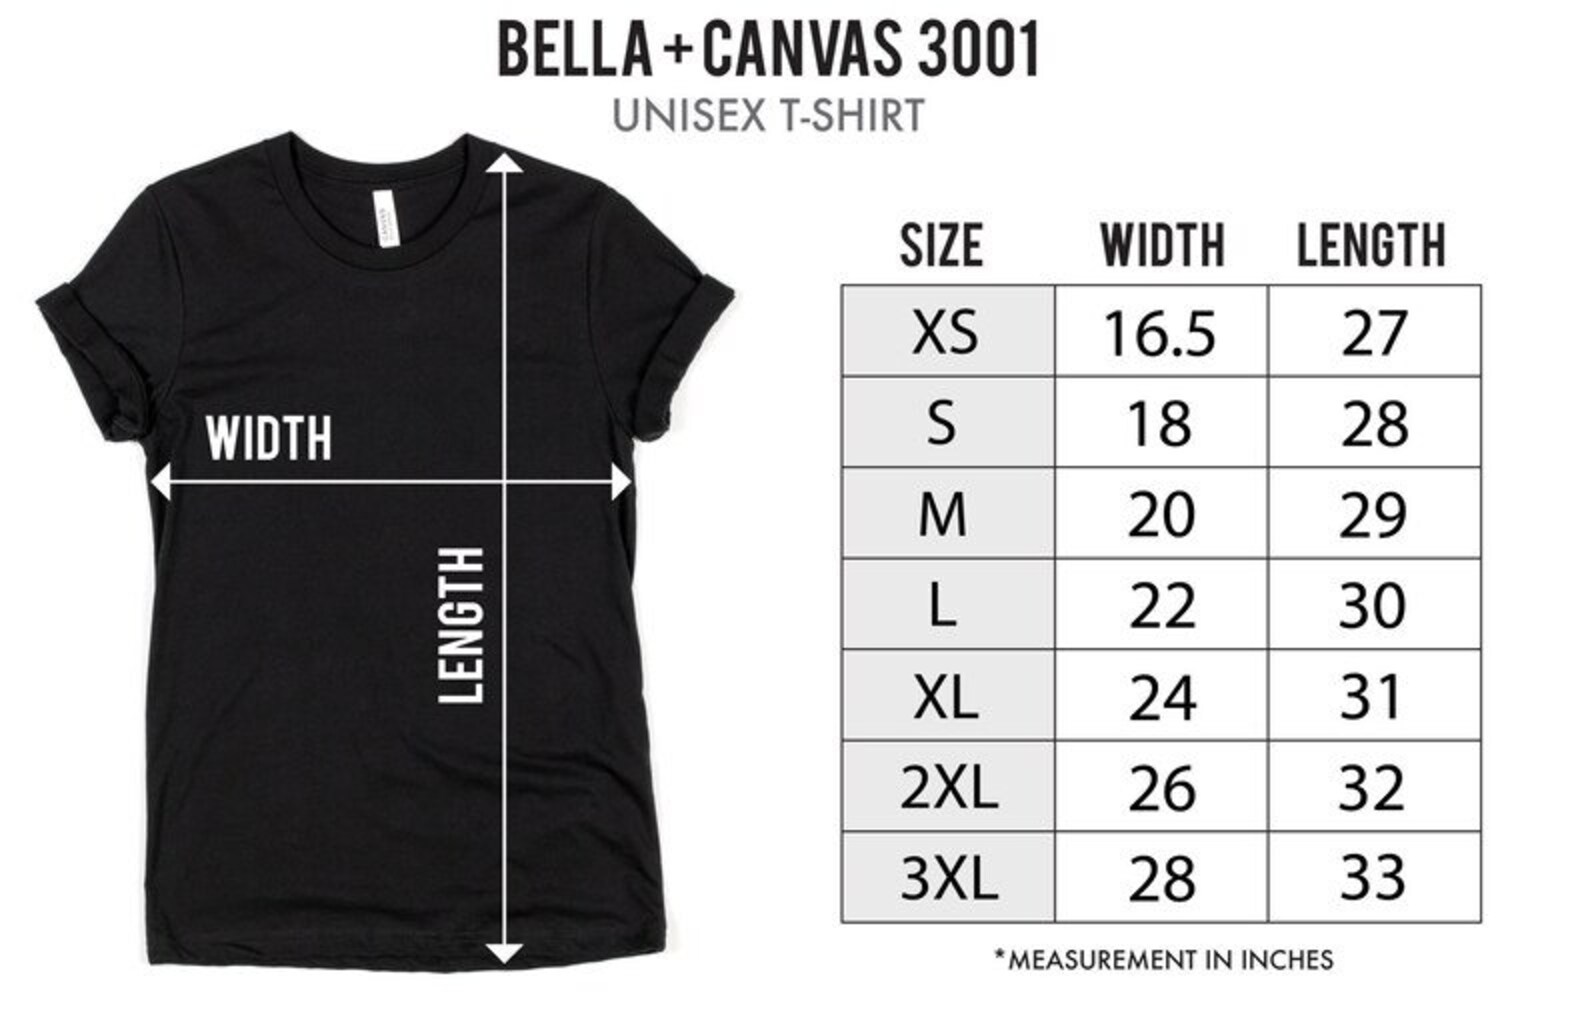 BELLA + CANVAS 3001
UNISEX T-SHIRT
CANVAS
WIDTH
LENGTH
SIZE WIDTH LENGTH
XS 16.5 27
S 18 28
M 20 29
L 22 30
XL 24 31
2XL 26 32
3XL 28 33
*MEASUREMENT IN INCHES